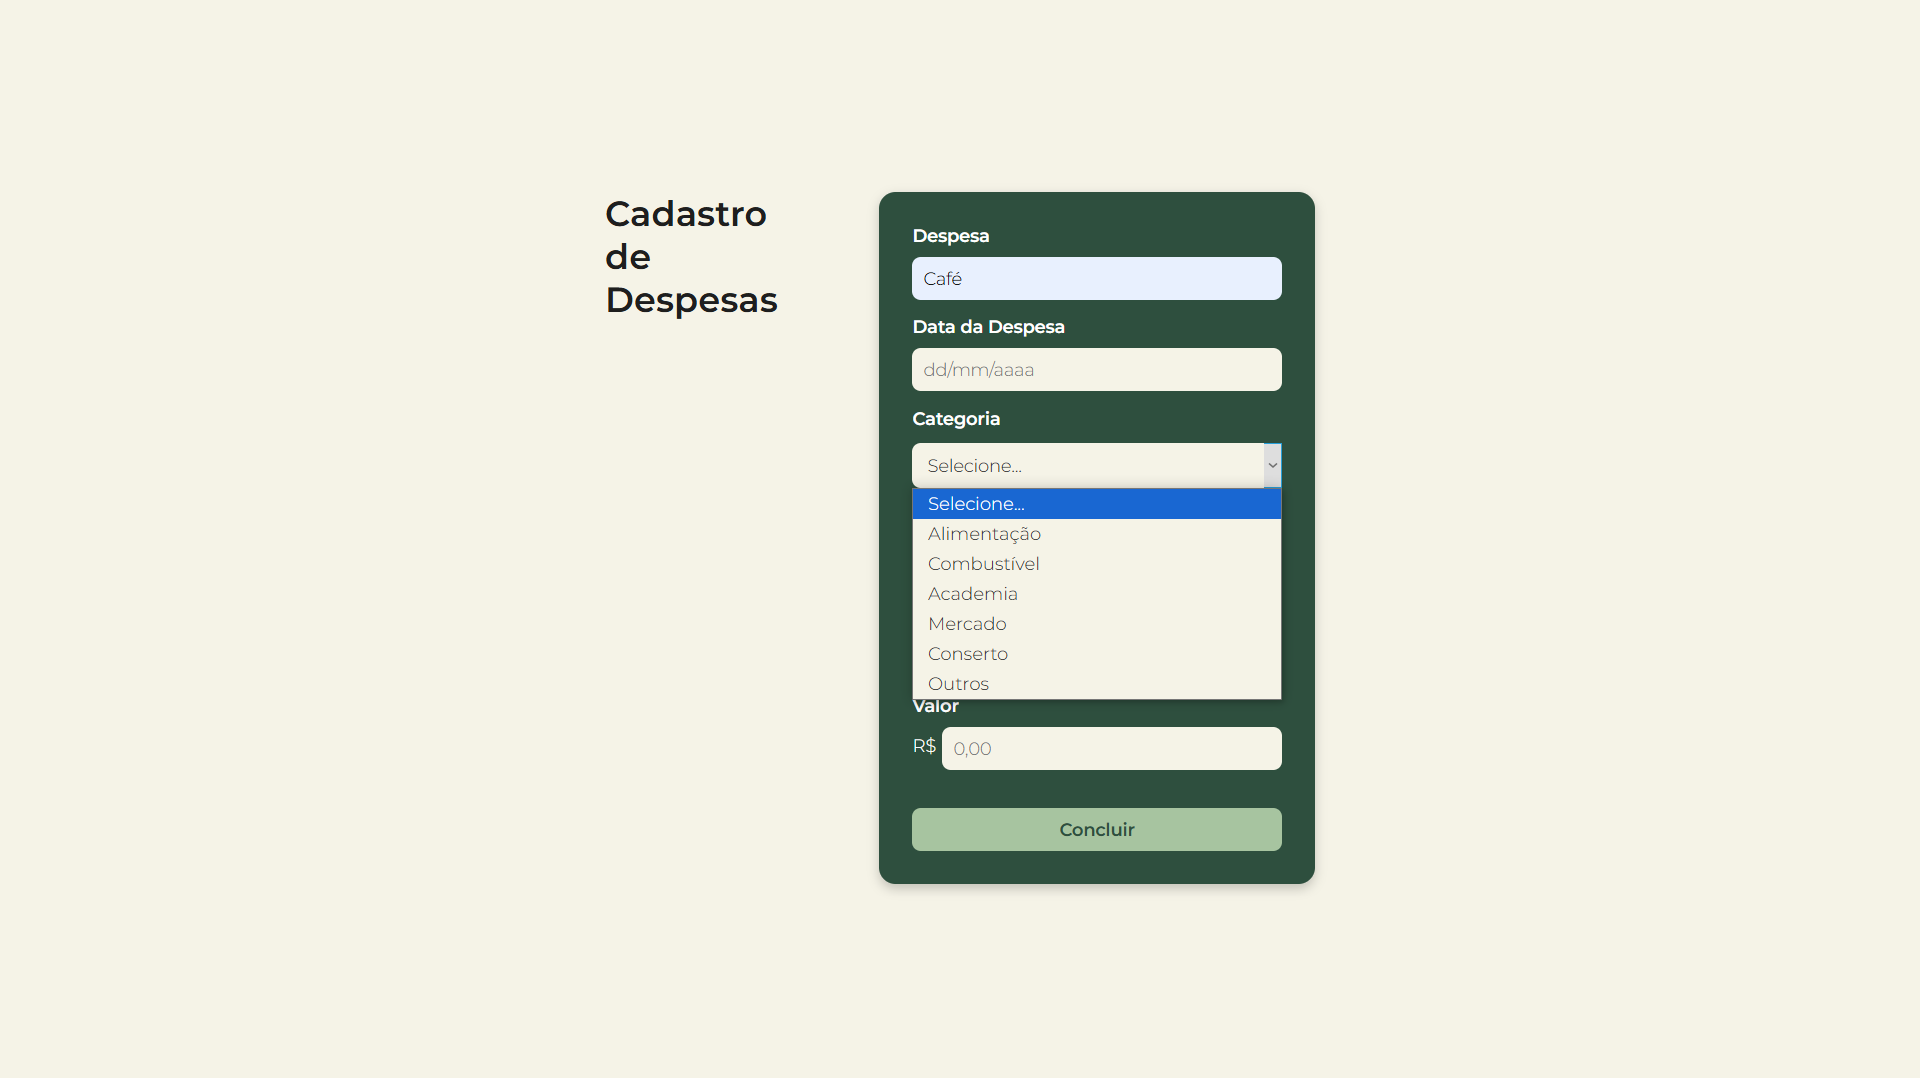 Cadastro
de
Despesas
Despesa
Café
Data da Despesa
dd/mm/aaaa
Categoria
Selecione...
Selecione...
Alimentação
Combustível
Academia
Mercado
Conserto
Outros
Valor
R$ 0,00
Concluir